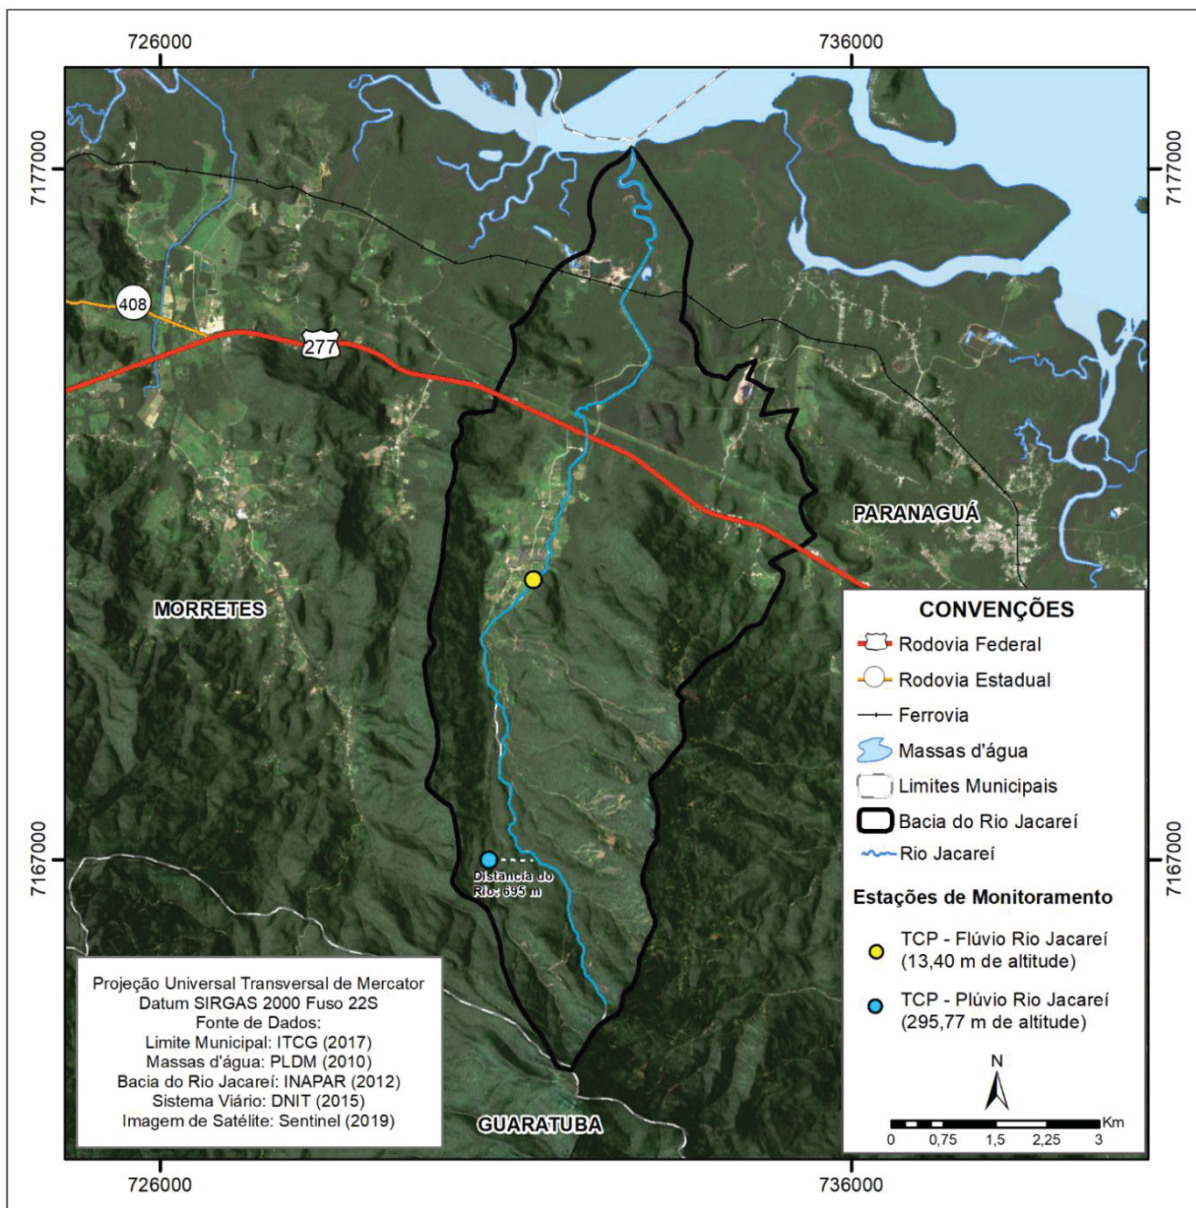 726000
736000
7177000
7177000
408
277
PARANAGUÁ
MORRETES
CONVENÇÕES
Rodovia Federal
Rodovia Estadual
Ferrovia
Massas d'água
Limites Municipais
Bacia do Rio Jacareí
Rio Jacareí
7167000
7167000
Distância do
Rio: 695 m
Estações de Monitoramento
TCP - Flúvio Rio Jacareí
(13,40 m de altitude)
TCP - Plúvio Rio Jacareí
(295,77 m de altitude)
N
Km
0 0,75 1,5 2,25 3
Projeção Universal Transversal de Mercator
Datum SIRGAS 2000 Fuso 22S
Fonte de Dados:
Limite Municipal: ITCG (2017)
Massas d'água: PLDM (2010)
Bacia do Rio Jacareí: INAPAR (2012)
Sistema Viário: DNIT (2015)
Imagem de Satélite: Sentinel (2019)
GUARATUBA
726000
736000